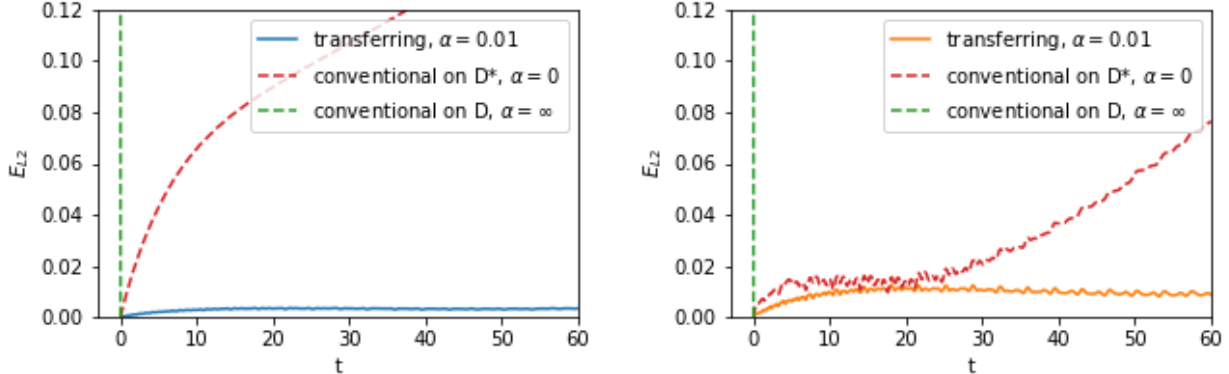 0.12
0.10
0.08
0.06
0.04
0.02
0.00
E_{L2}
0 10 20 30 40 50 60
t
transferring, α = 0.01
conventional on D*, α = 0
conventional on D, α = ∞
0.12
0.10
0.08
0.06
0.04
0.02
0.00
E_{L2}
0 10 20 30 40 50 60
t
transferring, α = 0.01
conventional on D*, α = 0
conventional on D, α = ∞